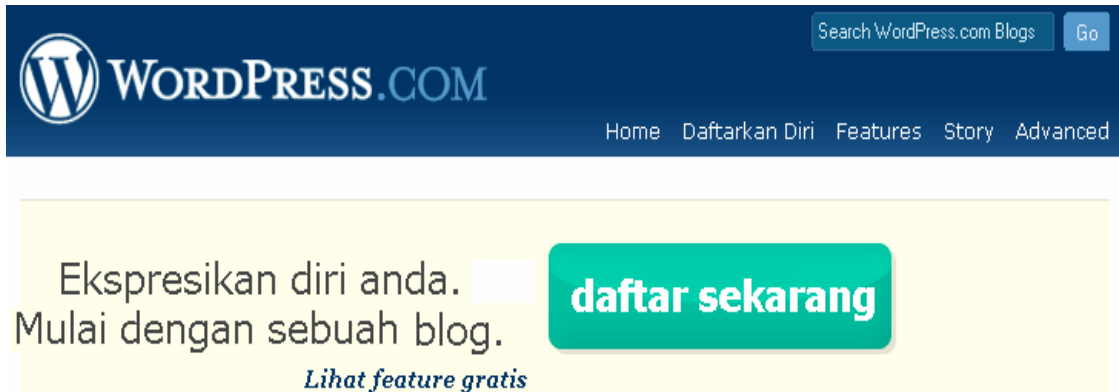 Search WordPress.com Blogs Go
WORDPRESS.COM
Home Daftarkan Diri Features Story Advanced
Ekspresikan diri anda.
Mulai dengan sebuah blog.
daftar sekarang
Lihat feature gratis